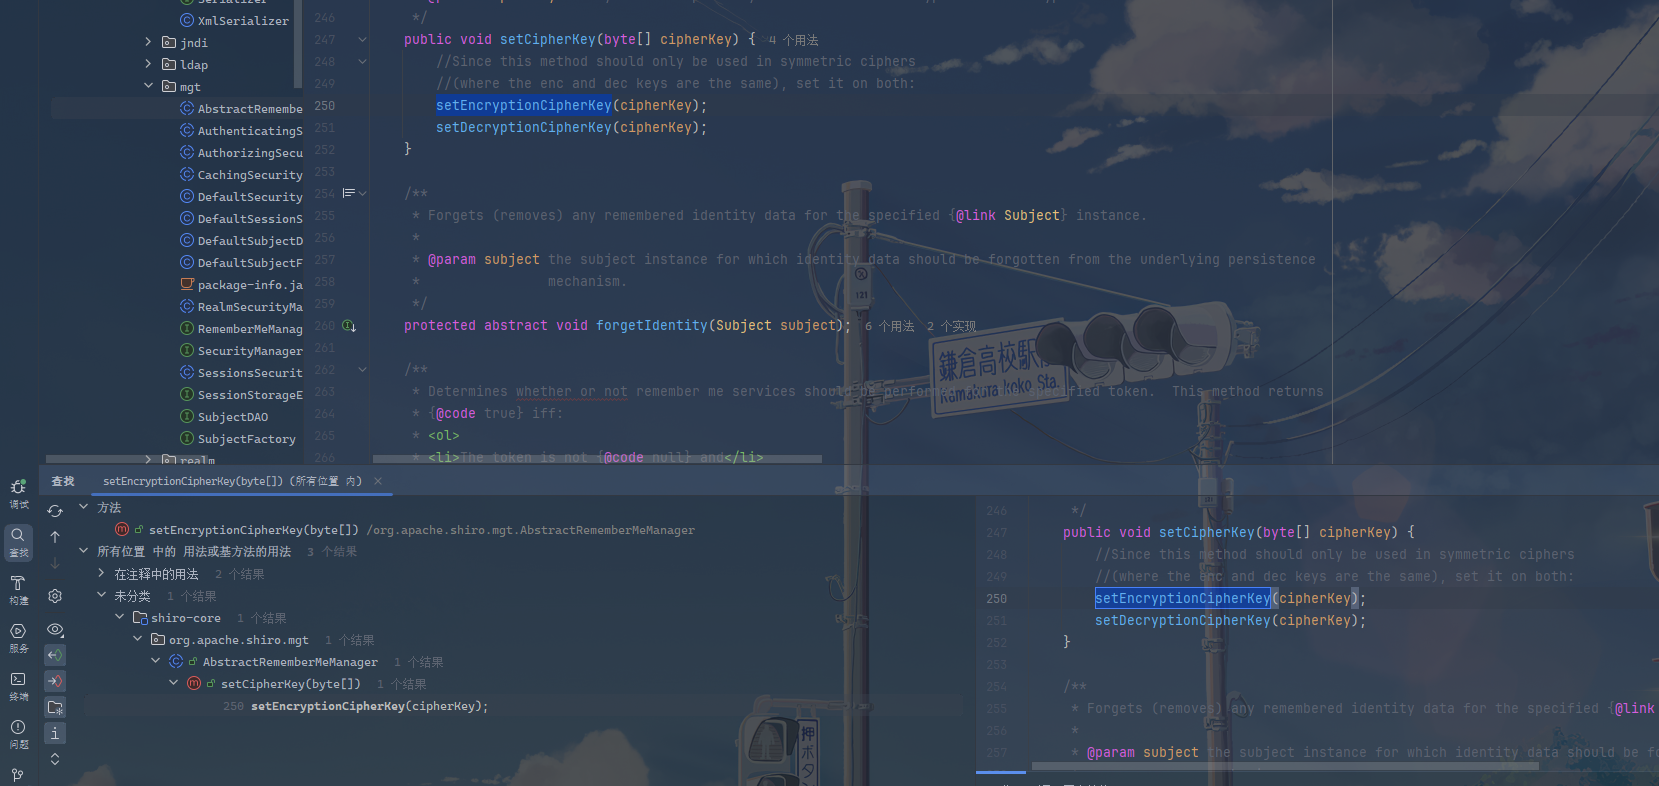 Serializer
XmlSerializer
jndi
ldap
mgt
AbstractRemembe
AuthenticatingS
AuthorizingSecu
CachingSecurity
DefaultSecurity
DefaultSessionS
DefaultSubjectD
DefaultSubjectF
package-info.ja
RealmSecurityMa
RememberMeManag
SecurityManager
SessionsSecurit
SessionStorageE
SubjectDAO
SubjectFactory
realm
246 */
247 public void setCipherKey(byte[] cipherKey) { 4 个用法
248 //Since this method should only be used in symmetric ciphers
249 //(where the enc and dec keys are the same), set it on both:
250 setEncryptionCipherKey(cipherKey);
251 setDecryptionCipherKey(cipherKey);
252 }
253
254 /**
255 * Forgets (removes) any remembered identity data for the specified {@link Subject} instance.
256 *
257 * @param subject the subject instance for which identity data should be forgotten from the underlying persistence
258 * mechanism.
259 */
260 protected abstract void forgetIdentity(Subject subject); 6 个用法 2 个实现
261
262 /**
263 * Determines whether or not remember me services should be performed for the specified token. This method returns
264 * {@code true} iff:
265 * <ol>
266 * <li>The token is not {@code null} and</li>
121
鎌倉高校駅
Kamakurakoko Sta.
押ボタン
调试
查找
构建
服务
终端
问题
查找 setEncryptionCipherKey(byte[]) (所有位置 内) ×
方法
setEncryptionCipherKey(byte[]) /org.apache.shiro.mgt.AbstractRememberMeManager
所有位置 中的 用法或基方法的用法 3 个结果
在注释中的用法 2 个结果
未分类 1 个结果
shiro-core 1 个结果
org.apache.shiro.mgt 1 个结果
AbstractRememberMeManager 1 个结果
setCipherKey(byte[]) 1 个结果
250 setEncryptionCipherKey(cipherKey);
246 */
247 public void setCipherKey(byte[] cipherKey) {
248 //Since this method should only be used in symmetric ciphers
249 //(where the enc and dec keys are the same), set it on both:
250 setEncryptionCipherKey(cipherKey);
251 setDecryptionCipherKey(cipherKey);
252 }
253
254 /**
255 * Forgets (removes) any remembered identity data for the specified {@link
256 *
257 * @param subject the subject instance for which identity data should be fo